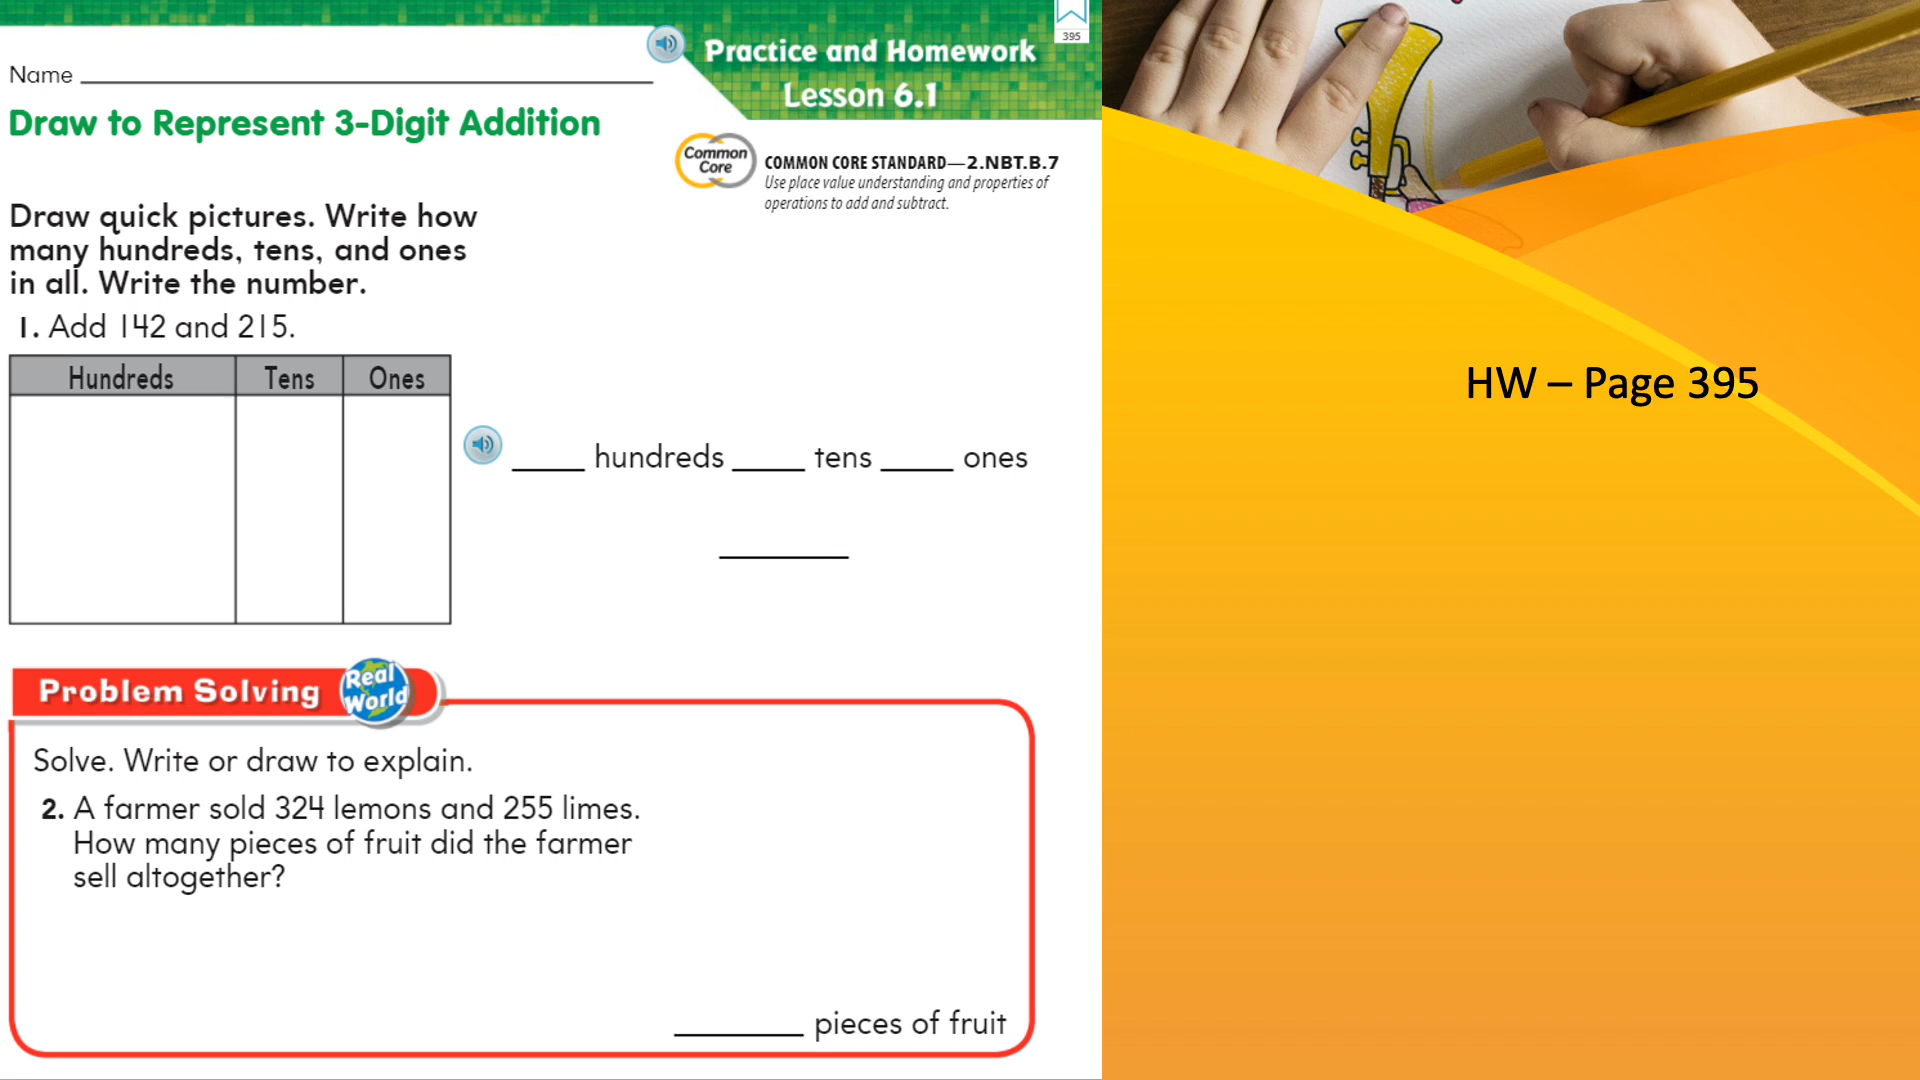 395
Practice and Homework
Lesson 6.1
Name
Draw to Represent 3-Digit Addition
Common
Core
COMMON CORE STANDARD—2.NBT.B.7
Use place value understanding and properties of
operations to add and subtract.
Draw quick pictures. Write how
many hundreds, tens, and ones
in all. Write the number.
1. Add 142 and 215.
Hundreds Tens Ones
____ hundreds ____ tens ____ ones
Problem Solving
Real
World
Solve. Write or draw to explain.
2. A farmer sold 324 lemons and 255 limes.
How many pieces of fruit did the farmer
sell altogether?
____ pieces of fruit
HW – Page 395